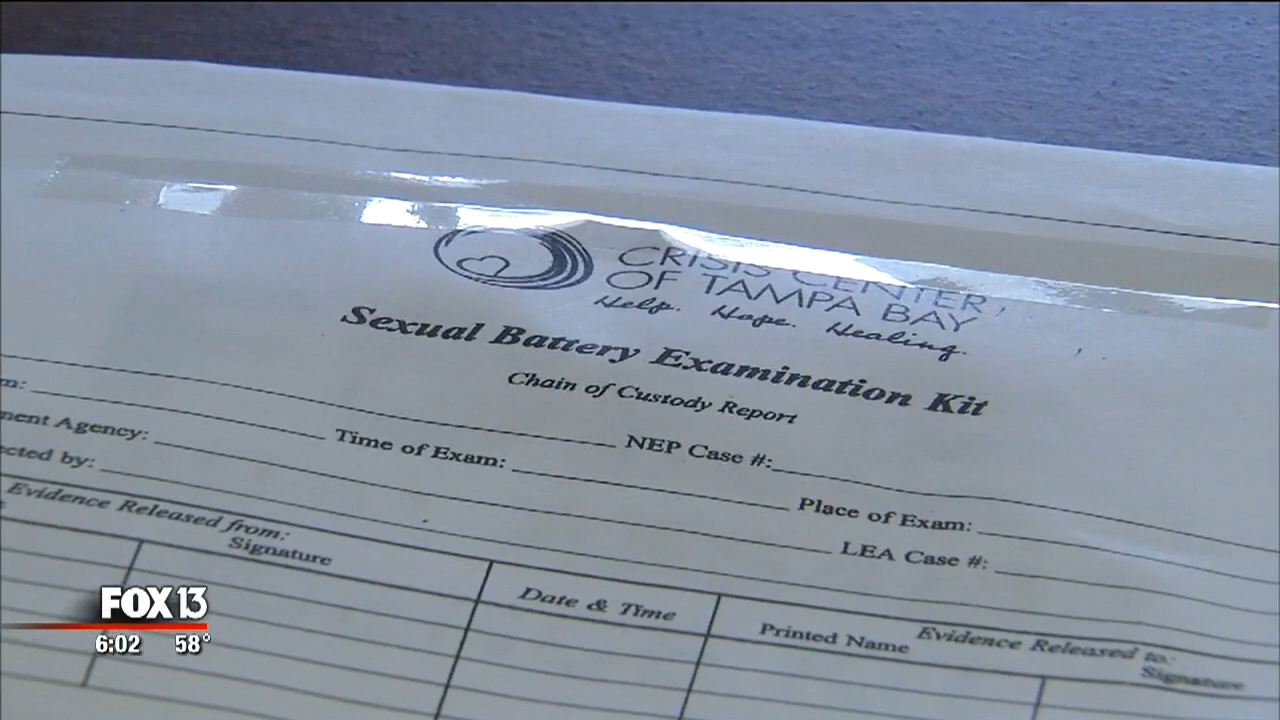 CRISIS CENTER
OF TAMPA BAY
Help. Hope. Healing.
Sexual Battery Examination Kit
Chain of Custody Report
m: Time of Exam: NEP Case #:
ment Agency: Place of Exam:
ected by: LEA Case #:
Evidence Released from: Evidence Released to:
Signature Date & Time Printed Name Signature
FOX 13
6:02 58°